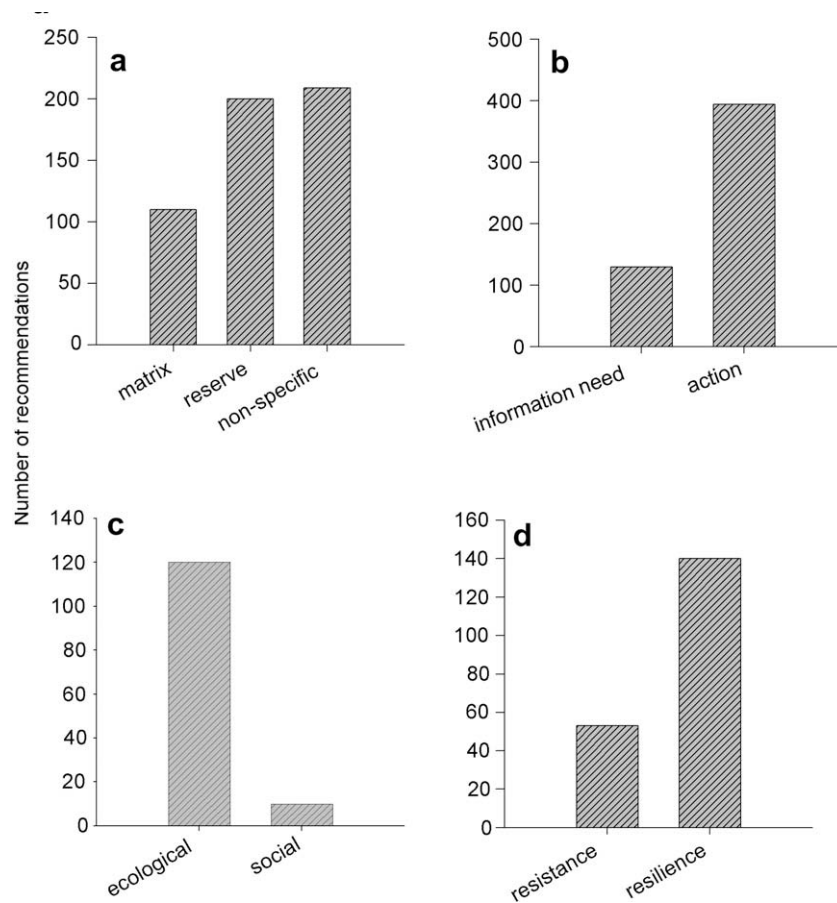 Number of recommendations
a
250
200
150
100
50
0
matrix
reserve
non-specific
b
500
400
300
200
100
0
information need
action
c
140
120
100
80
60
40
20
0
ecological
social
d
160
140
120
100
80
60
40
20
0
resistance
resilience